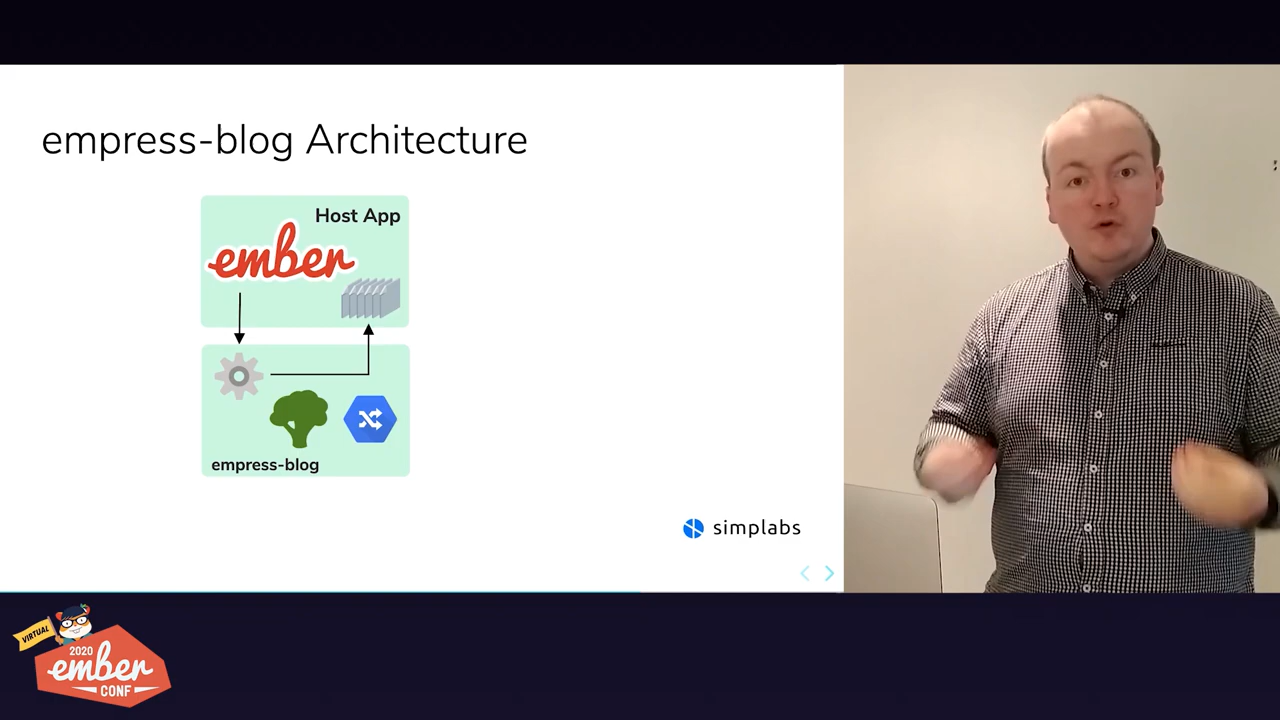 empress-blog Architecture
Host App
ember
empress-blog
simplabs
VIRTUAL
2020
ember
CONF